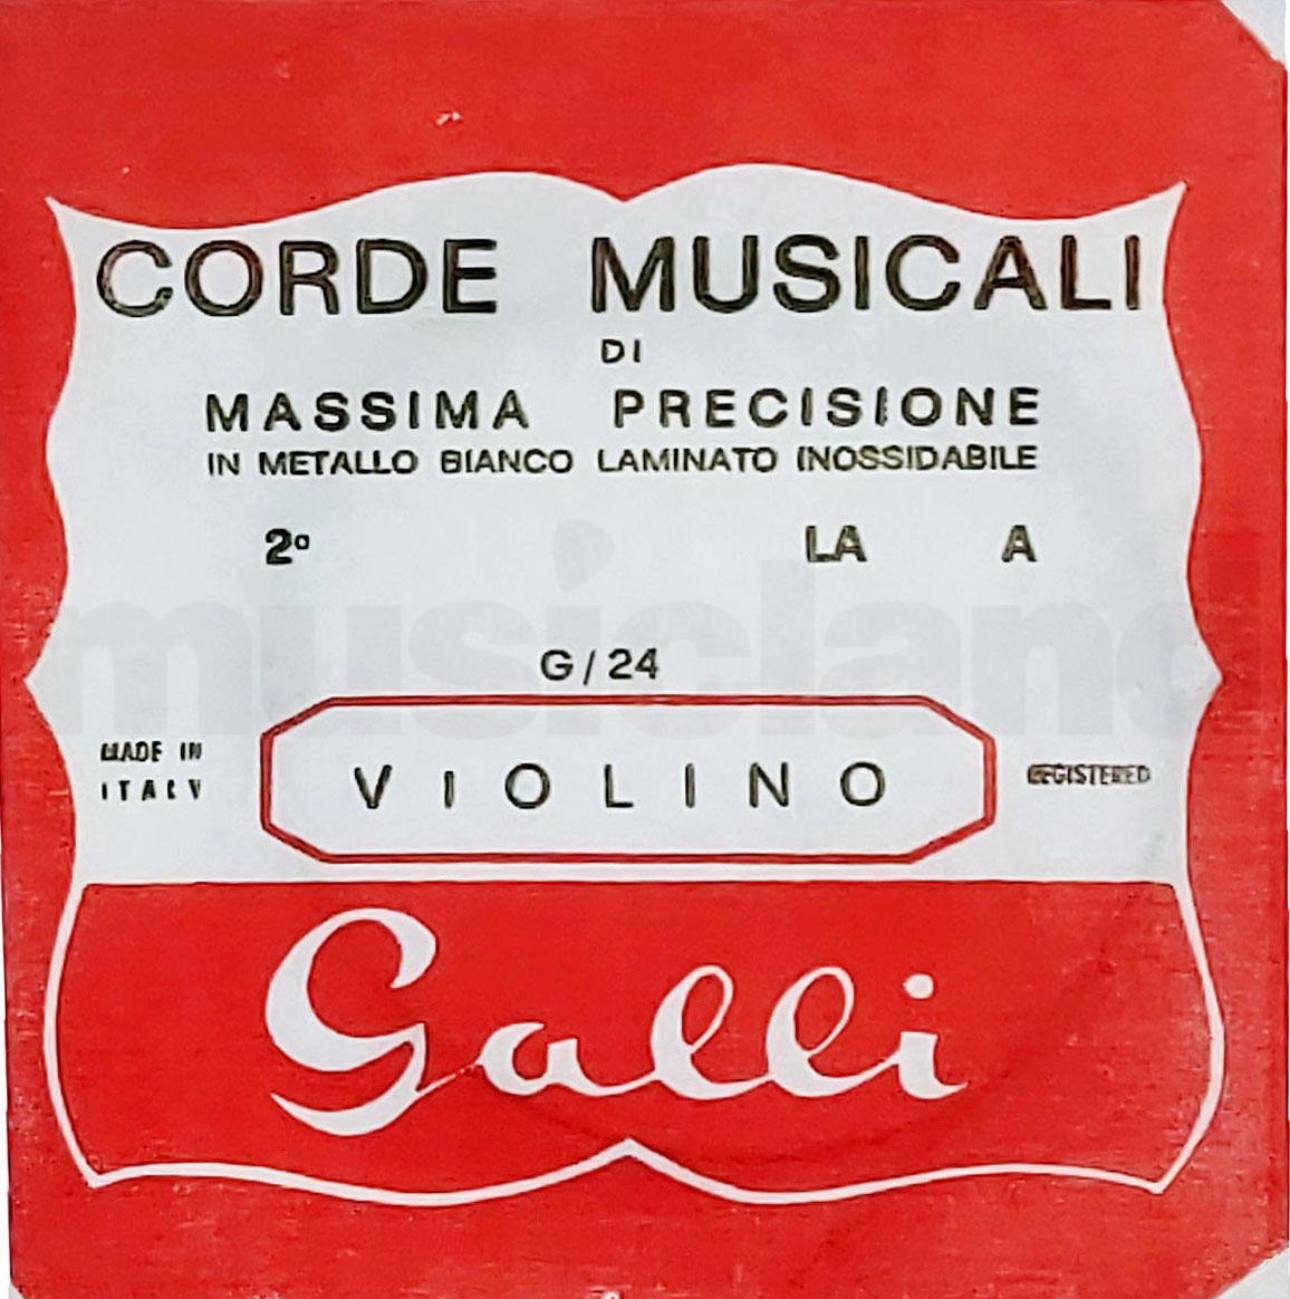 CORDE MUSICALI
DI
MASSIMA PRECISIONE
IN METALLO BIANCO LAMINATO INOSSIDABILE
2ª LA A
G/24
MADE IN
ITALY
VIOLINO
REGISTERED
Galli
musicland